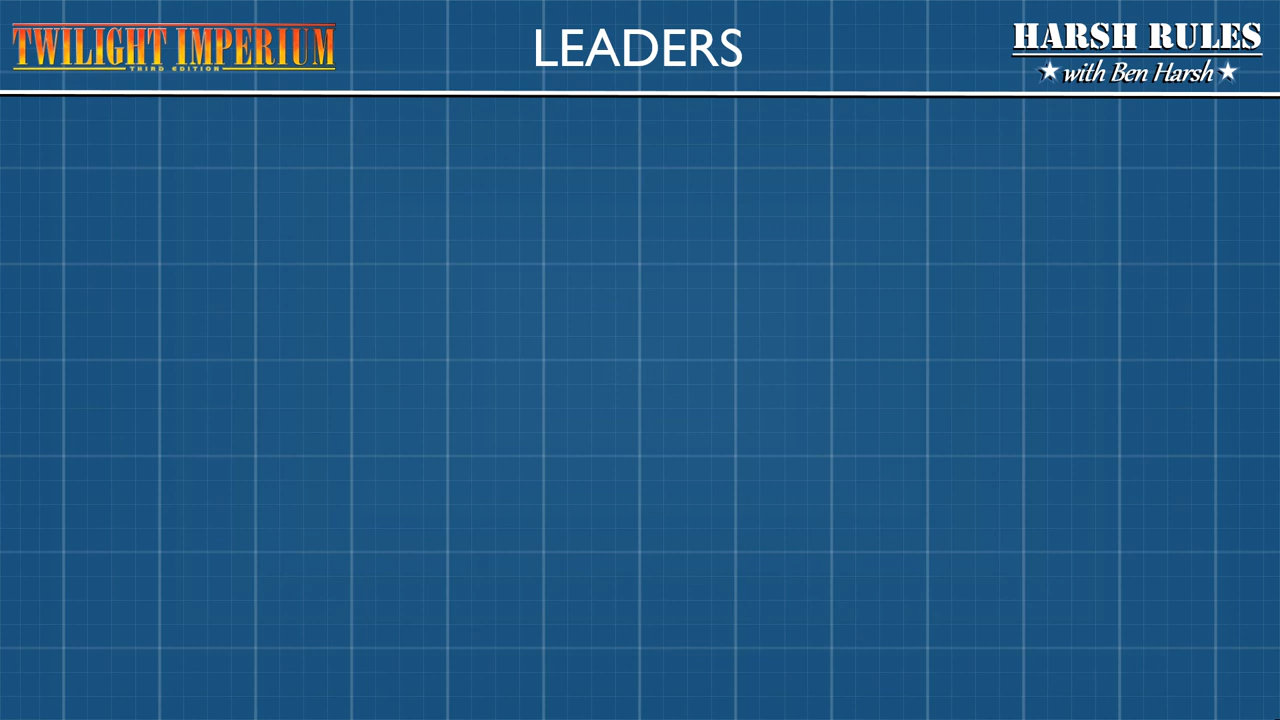 TWILIGHT IMPERIUM
THIRD EDITION
LEADERS
HARSH RULES
with Ben Harsh